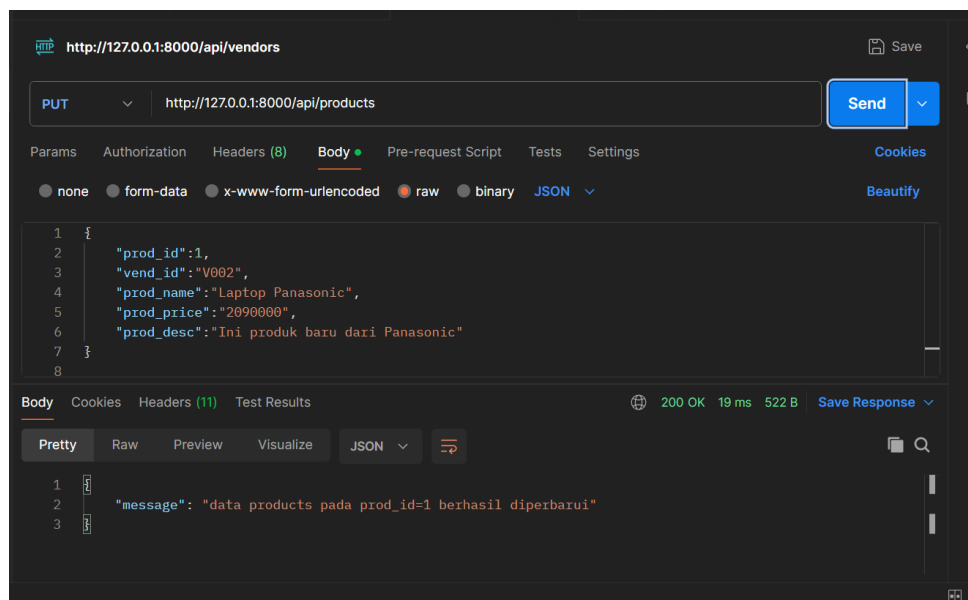 HTTP http://127.0.0.1:8000/api/vendors Save
PUT http://127.0.0.1:8000/api/products Send
Params Authorization Headers (8) Body Pre-request Script Tests Settings Cookies
none form-data x-www-form-urlencoded raw binary JSON Beautify
1 {
2 "prod_id":1,
3 "vend_id":"V002",
4 "prod_name":"Laptop Panasonic",
5 "prod_price":"2090000",
6 "prod_desc":"Ini produk baru dari Panasonic"
7 }
8
Body Cookies Headers (11) Test Results 200 OK 19 ms 522 B Save Response
Pretty Raw Preview Visualize JSON
1 {
2 "message": "data products pada prod_id=1 berhasil diperbarui"
3 }